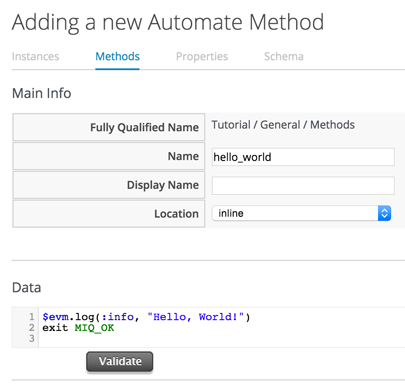 Adding a new Automate Method
Instances Methods Properties Schema
Main Info
Fully Qualified Name Tutorial / General / Methods
Name hello_world
Display Name
Location inline
Data
1 $evm.log(:info, "Hello, World!")
2 exit MIQ_OK
3
Validate